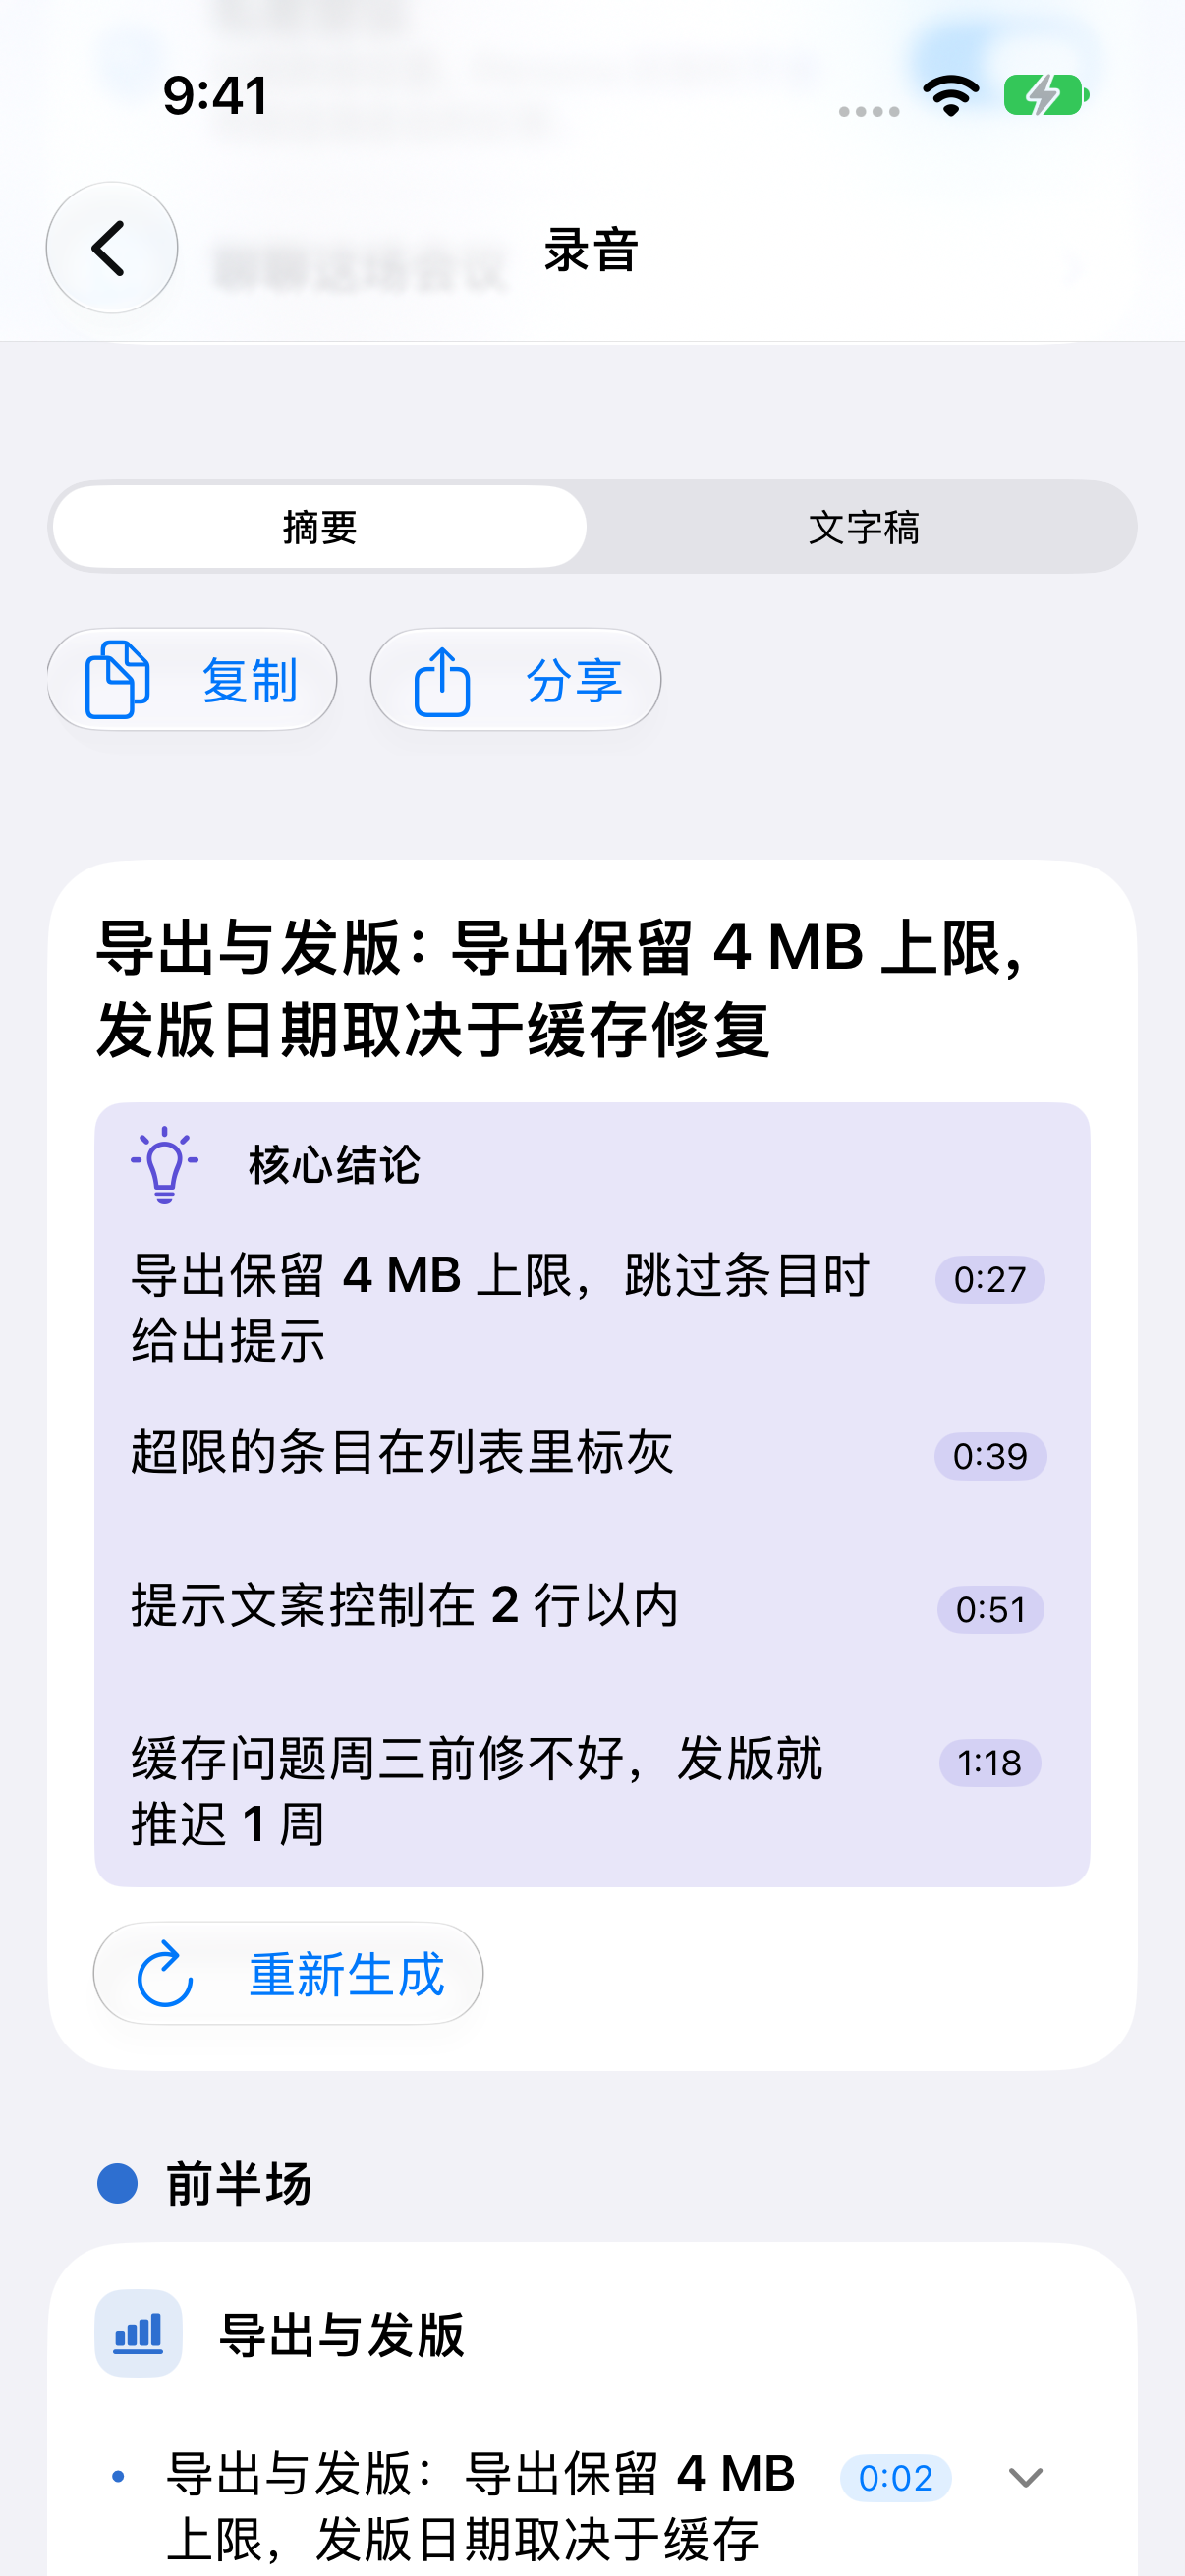 9:41
聊聊这场会议
录音
摘要
文字稿
复制
分享
导出与发版：导出保留 4 MB 上限，
发版日期取决于缓存修复
核心结论
导出保留 4 MB 上限，跳过条目时
给出提示
0:27
超限的条目在列表里标灰
0:39
提示文案控制在 2 行以内
0:51
缓存问题周三前修不好，发版就
推迟 1 周
1:18
重新生成
前半场
导出与发版
导出与发版：导出保留 4 MB
上限，发版日期取决于缓存
0:02